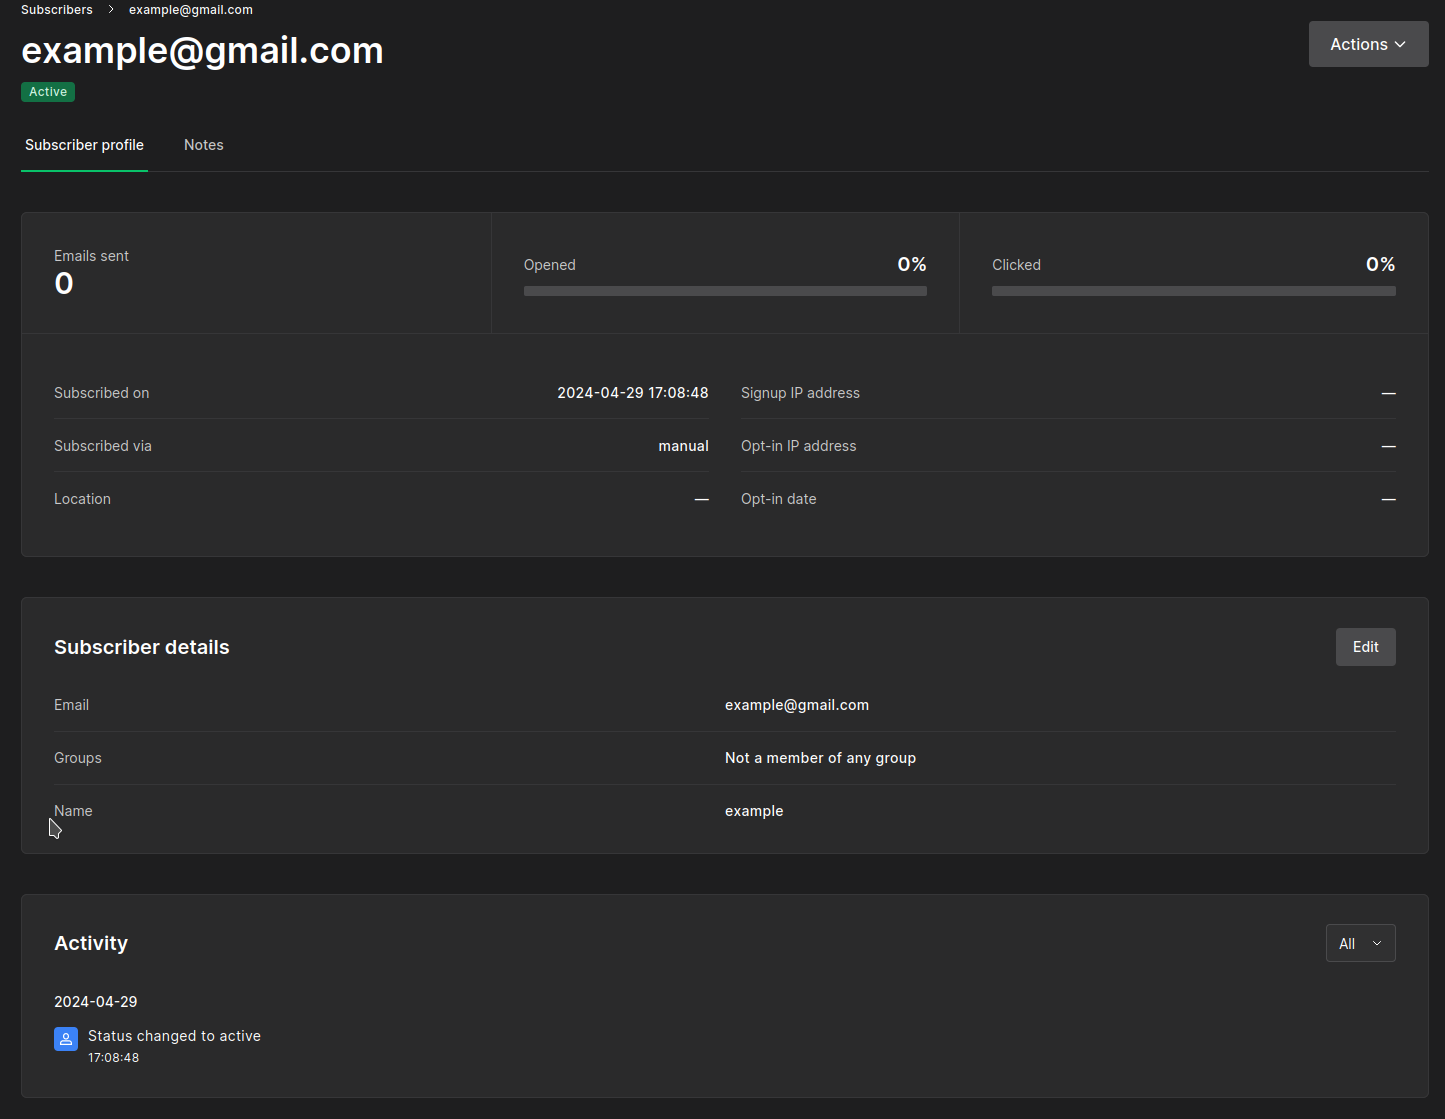 Subscribers > example@gmail.com
example@gmail.com
Actions
Active
Subscriber profile Notes
Emails sent
0
Opened 0%
Clicked 0%
Subscribed on 2024-04-29 17:08:48 Signup IP address —
Subscribed via manual Opt-in IP address —
Location — Opt-in date —
Subscriber details Edit
Email example@gmail.com
Groups Not a member of any group
Name example
Activity All
2024-04-29
Status changed to active
17:08:48